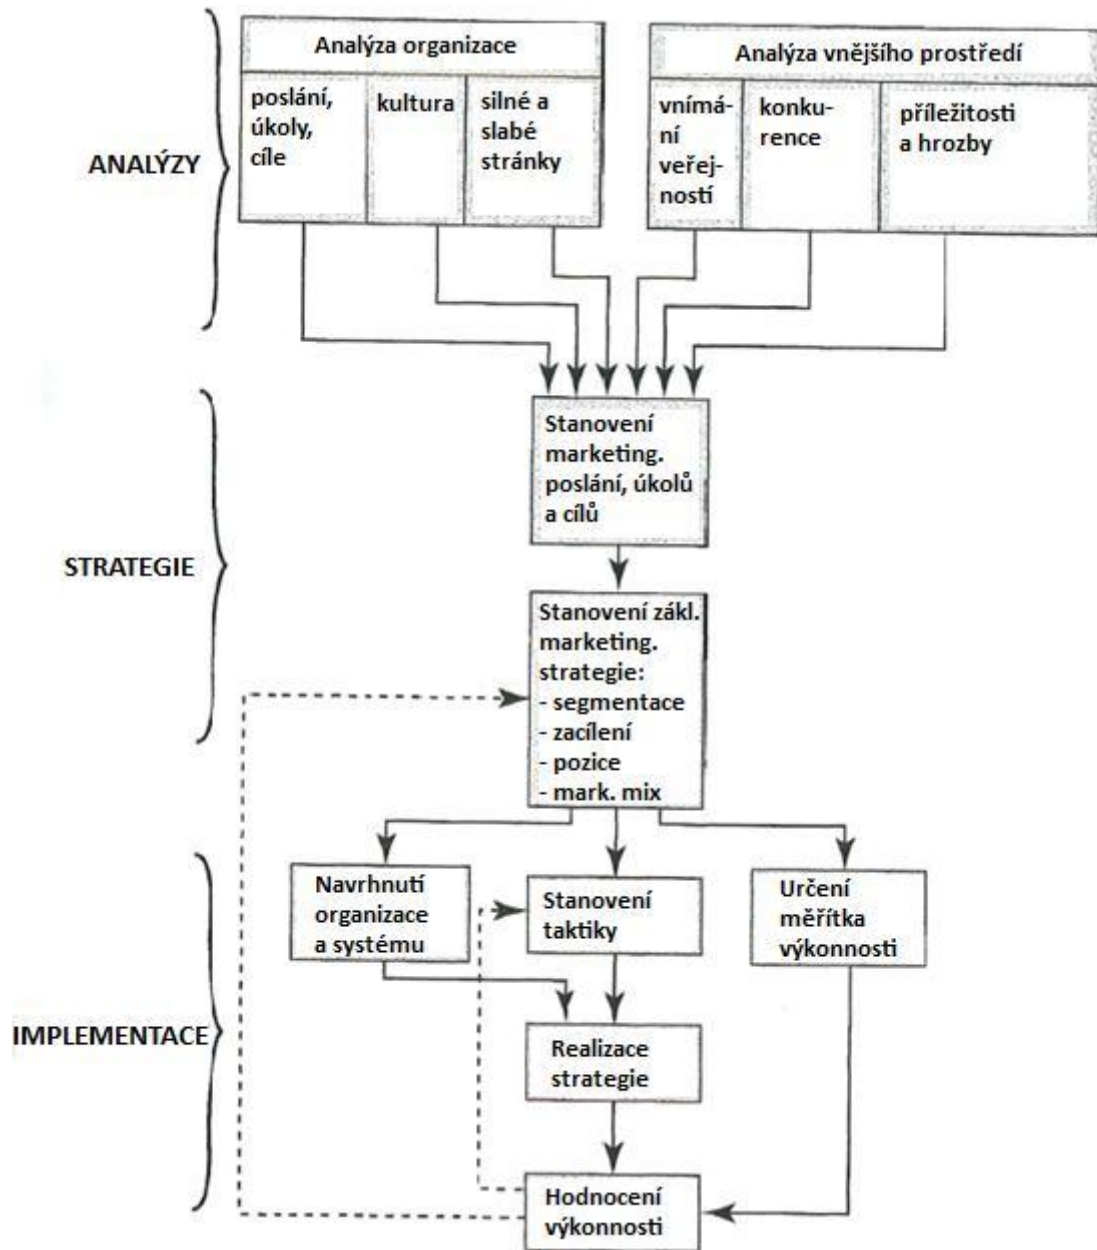 Analýza organizace
Analýza vnějšího prostředí
poslání,
úkoly,
cíle
kultura
silné a
slabé
stránky
vnímá-
ní
veřej-
ností
konku-
rence
příležitosti
a hrozby
ANALÝZY
Stanovení
marketing.
poslání, úkolů
a cílů
STRATEGIE
Stanovení zákl.
marketing.
strategie:
- segmentace
- zacílení
- pozice
- mark. mix
Navrhnutí
organizace
a systému
Stanovení
taktiky
Určení
měřítka
výkonnosti
IMPLEMENTACE
Realizace
strategie
Hodnocení
výkonnosti